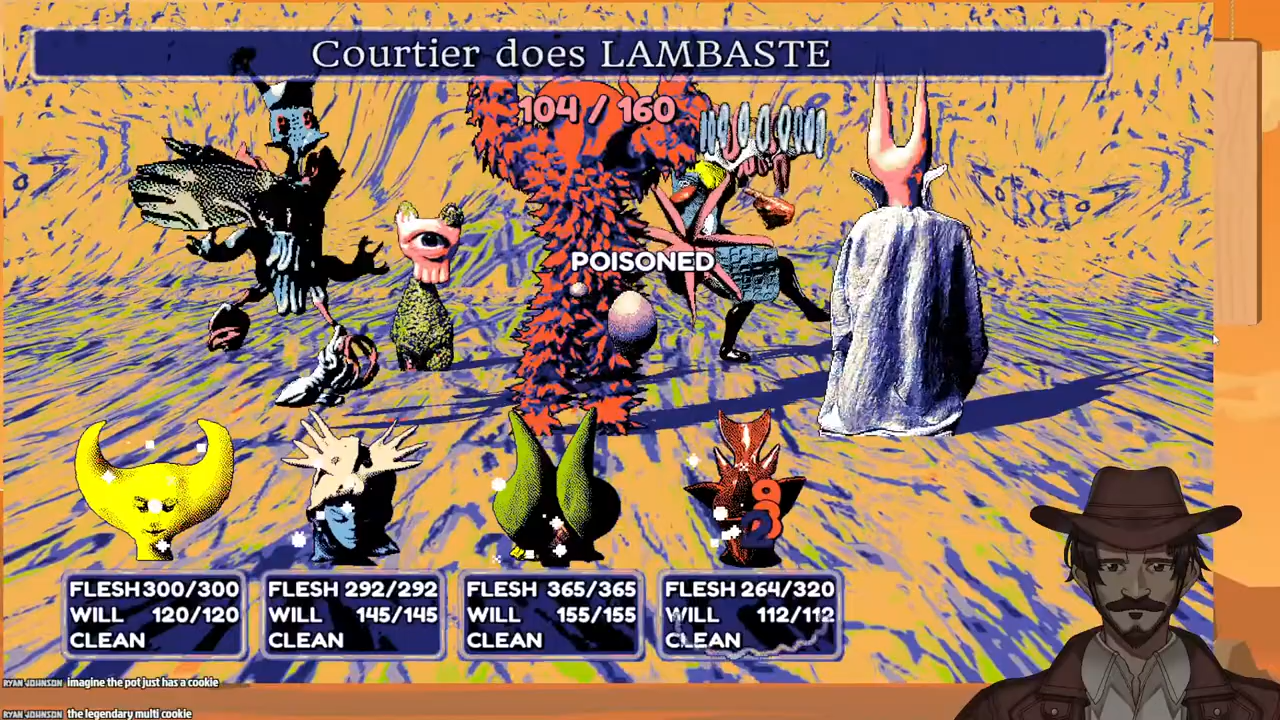 Courtier does LAMBASTE
104 / 160
POISONED
FLESH 300/300
WILL 120/120
CLEAN
FLESH 292/292
WILL 145/145
CLEAN
FLESH 365/365
WILL 155/155
CLEAN
FLESH 264/320
WILL 112/112
CLEAN
RYAN JOHNSON imagine the pot just has a cookie
RYAN JOHNSON the legendary multi cookie